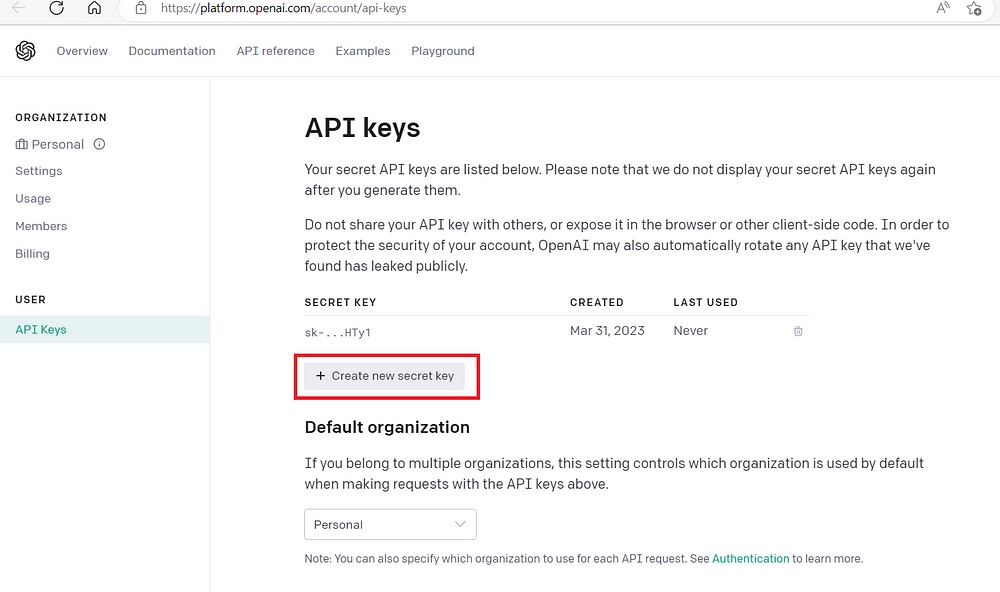 https://platform.openai.com/account/api-keys
Overview Documentation API reference Examples Playground
ORGANIZATION
Personal
Settings
Usage
Members
Billing
USER
API Keys
API keys
Your secret API keys are listed below. Please note that we do not display your secret API keys again
after you generate them.
Do not share your API key with others, or expose it in the browser or other client-side code. In order to
protect the security of your account, OpenAI may also automatically rotate any API key that we've
found has leaked publicly.
SECRET KEY CREATED LAST USED
sk-...HTy1 Mar 31, 2023 Never
+ Create new secret key
Default organization
If you belong to multiple organizations, this setting controls which organization is used by default
when making requests with the API keys above.
Personal
Note: You can also specify which organization to use for each API request. See Authentication to learn more.